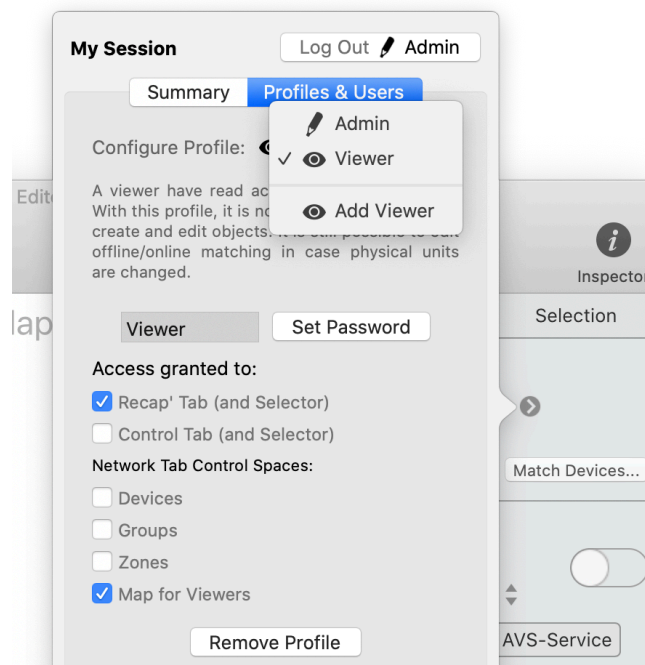 My Session
Log Out Admin
Summary
Profiles & Users
Admin
Configure Profile:
Viewer
A viewer have read ac
With this profile, it is no
Add Viewer
create and edit objects. It is still possible to edit
offline/online matching in case physical units
are changed.
Edit
Inspector
Map
Selection
Viewer
Set Password
Access granted to:
Recap' Tab (and Selector)
Control Tab (and Selector)
Match Devices...
Network Tab Control Spaces:
Devices
Groups
Zones
Map for Viewers
Remove Profile
AVS-Service